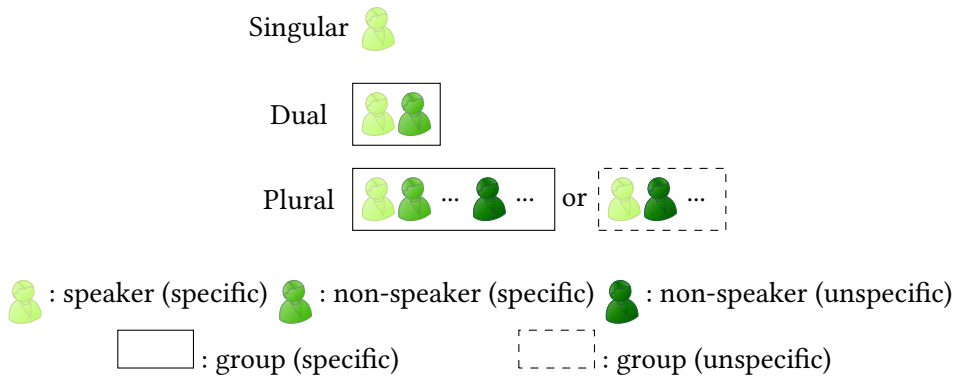 Singular
Dual
Plural ... ... or ...
: speaker (specific) : non-speaker (specific) : non-speaker (unspecific)
: group (specific) : group (unspecific)